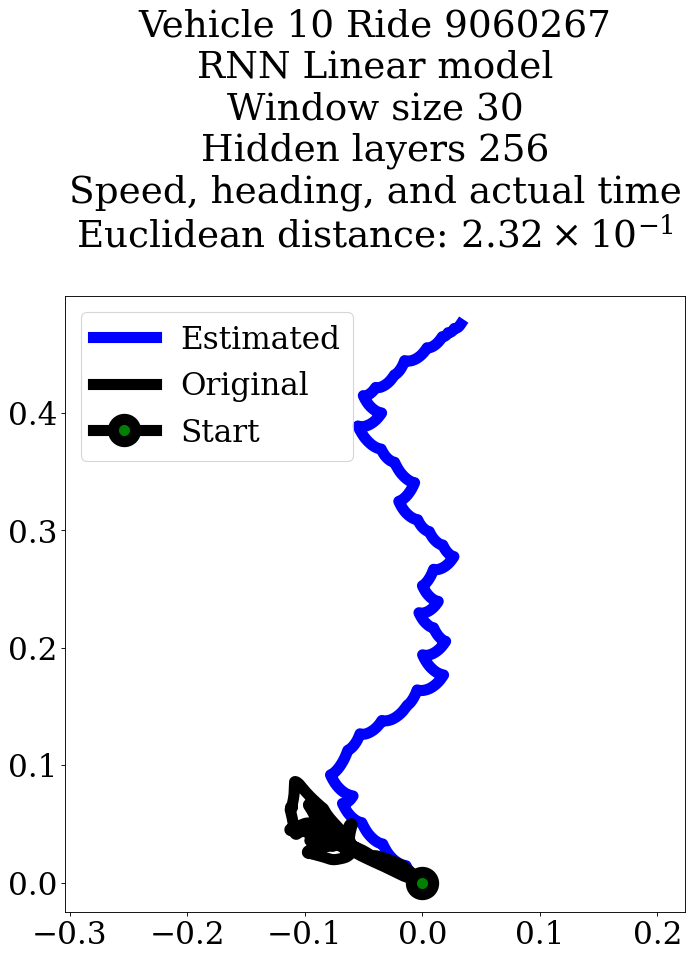 Vehicle 10 Ride 9060267
RNN Linear model
Window size 30
Hidden layers 256
Speed, heading, and actual time
Euclidean distance: 2.32 × 10⁻¹
Estimated
Original
Start
0.4
0.3
0.2
0.1
0.0
−0.3 −0.2 −0.1 0.0 0.1 0.2